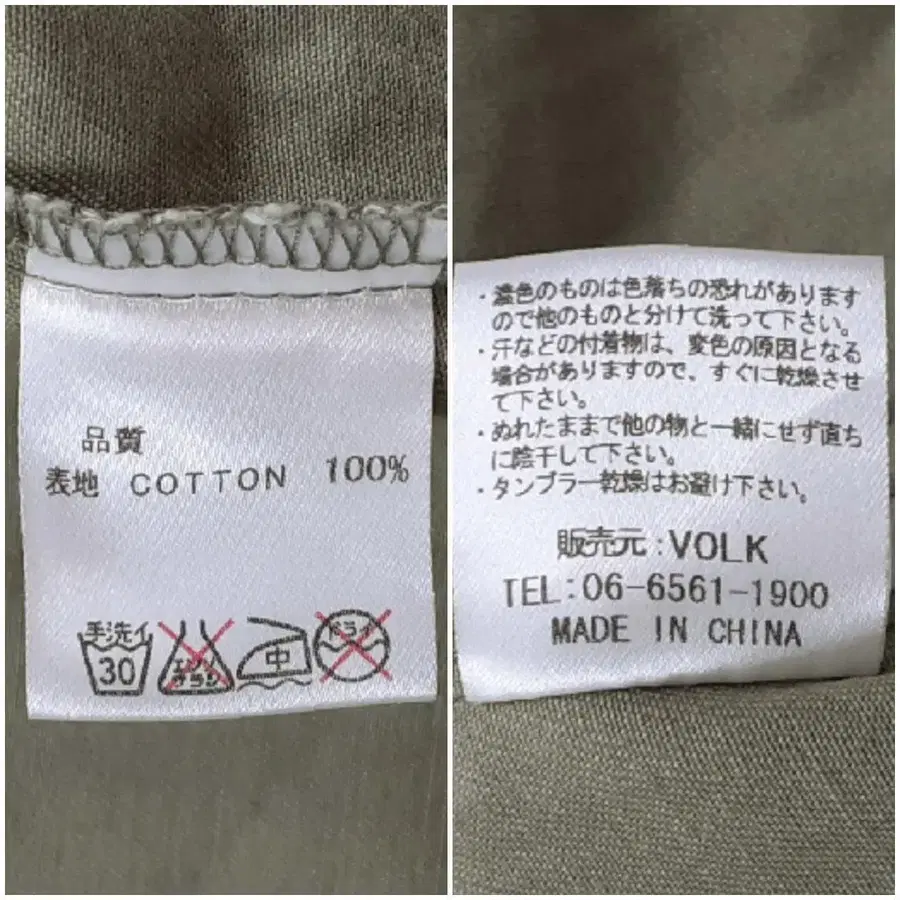 品質
表地 COTTON 100%
手洗イ
30
エンソ
サラシ
中
ドライ
・濃色のものは色落ちの恐れがあります
ので他のものと分けて洗って下さい。
・汗などの付着物は、変色の原因となる
場合がありますので、すぐに乾燥させ
て下さい。
・ぬれたままで他の物と一緒にせず直ち
に陰干して下さい。
・タンブラー乾燥はお避け下さい。
販売元:VOLK
TEL:06-6561-1900
MADE IN CHINA